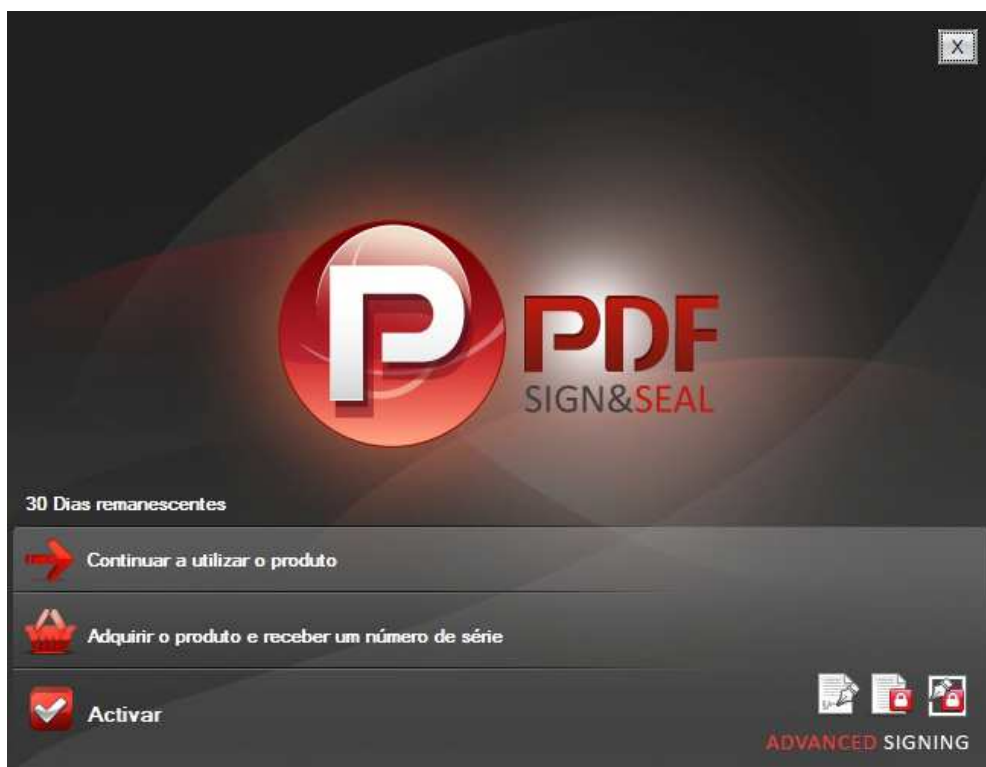 X
P
PDF
SIGN&SEAL
30 Dias remanescentes
Continuar a utilizar o produto
Adquirir o produto e receber um número de série
Activar
ADVANCED SIGNING